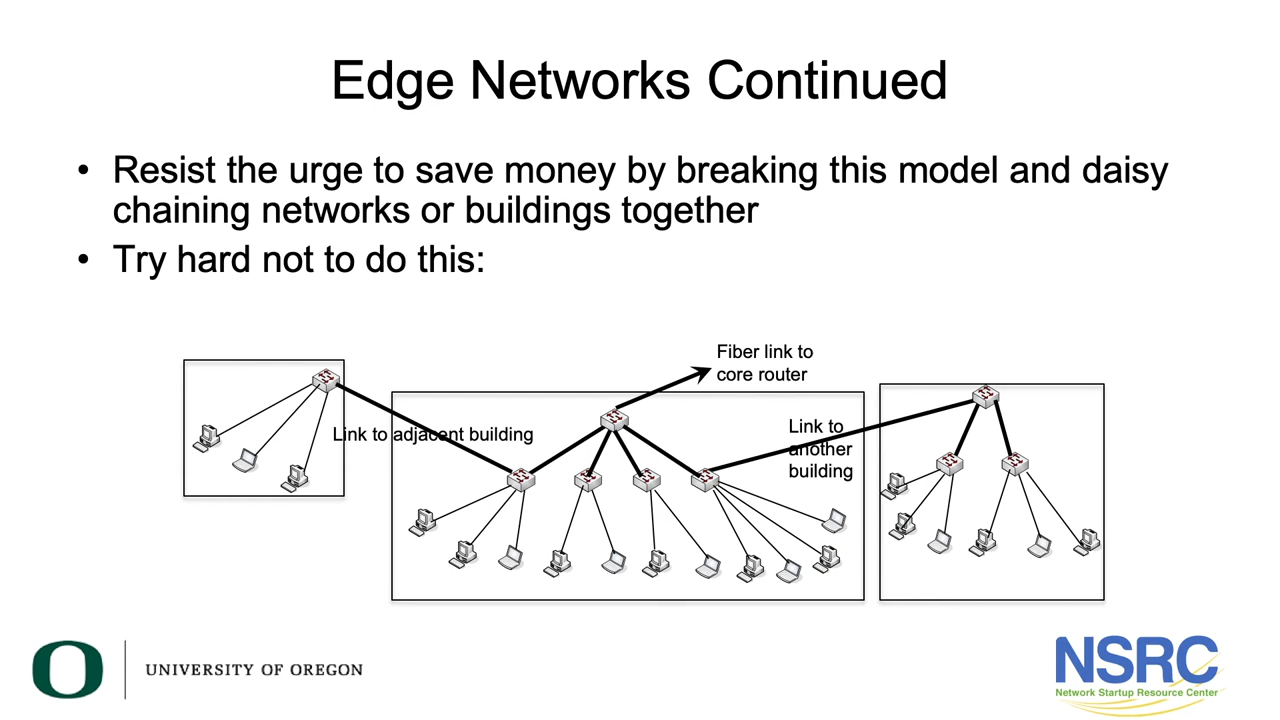 Edge Networks Continued
• Resist the urge to save money by breaking this model and daisy
chaining networks or buildings together
• Try hard not to do this:
Fiber link to
core router
Link to adjacent building
Link to
another
building
UNIVERSITY OF OREGON
NSRC
Network Startup Resource Center